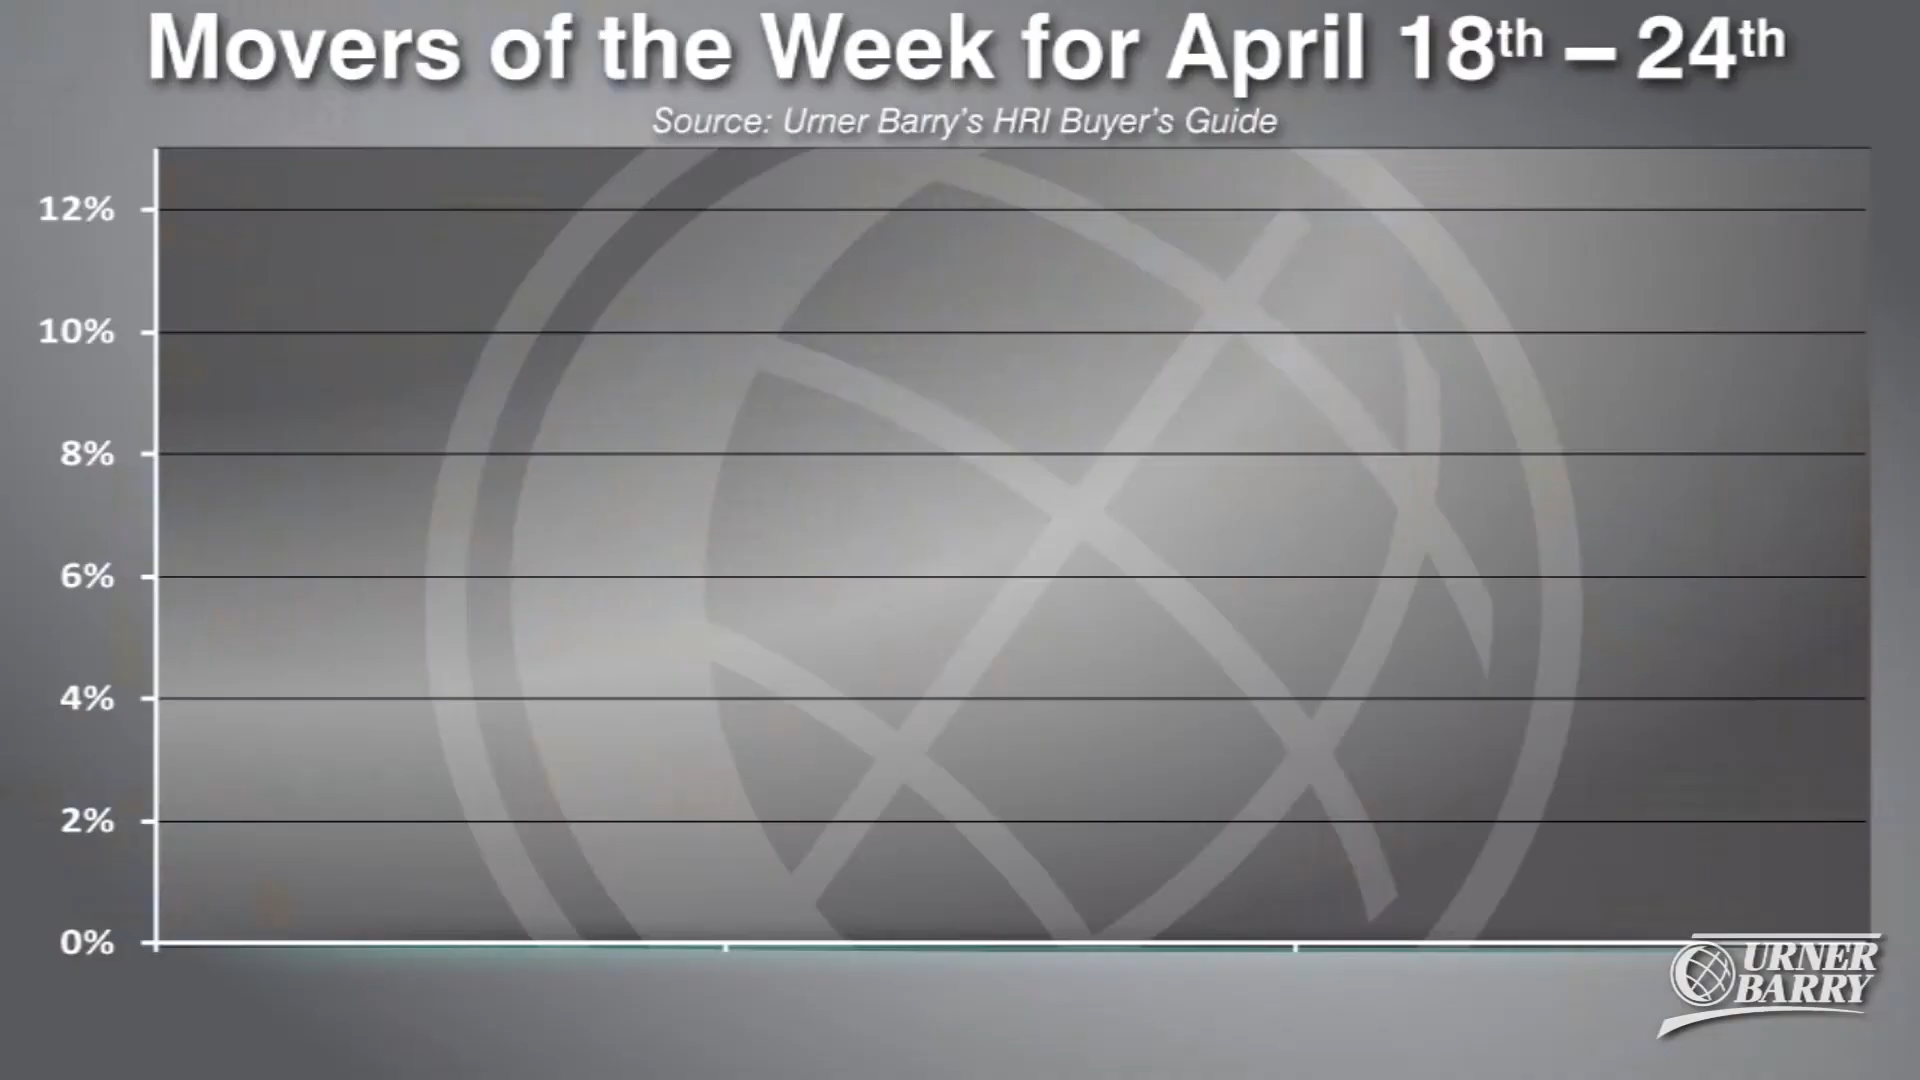 Movers of the Week for April 18th – 24th
Source: Urner Barry’s HRI Buyer’s Guide
12%
10%
8%
6%
4%
2%
0%
URNER
BARRY